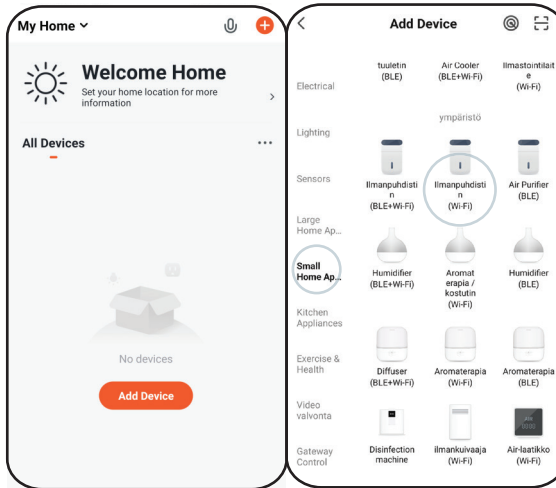 My Home
Welcome Home
Set your home location for more
information
All Devices
No devices
Add Device
Add Device
Electrical
Lighting
Sensors
Large
Home Ap...
Small
Home Ap...
Kitchen
Appliances
Exercise &
Health
Video
valvonta
Gateway
Control
tuuletin
(BLE)
Air Cooler
(BLE+Wi-Fi)
Ilmastointilait
e
(Wi-Fi)
ympäristö
Ilmanpuhdisti
n
(BLE+Wi-Fi)
Ilmanpuhdisti
n
(Wi-Fi)
Air Purifier
(BLE)
Humidifier
(BLE+Wi-Fi)
Aromat
erapia /
kostutin
(Wi-Fi)
Humidifier
(BLE)
Diffuser
(BLE+Wi-Fi)
Aromaterapia
(Wi-Fi)
Aromaterapia
(BLE)
Disinfection
machine
ilmankuivaaja
(Wi-Fi)
Air-laatikko
(Wi-Fi)